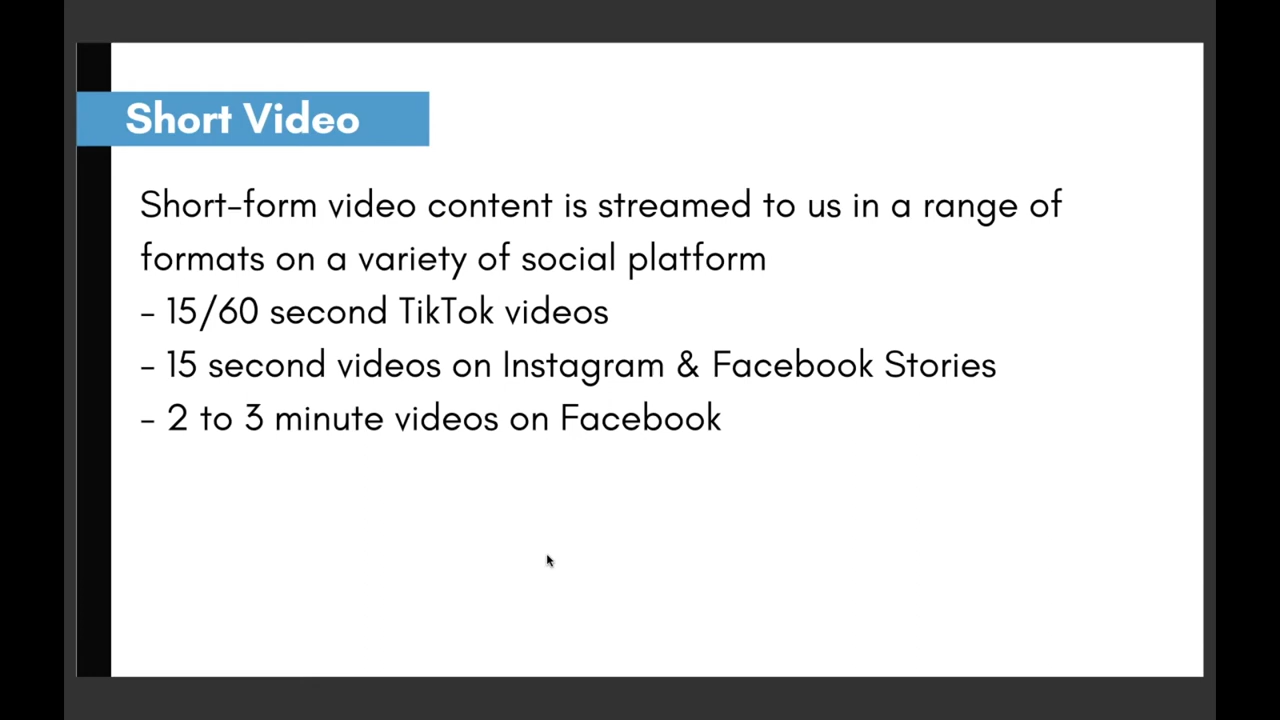 Short Video
Short-form video content is streamed to us in a range of
formats on a variety of social platform
- 15/60 second TikTok videos
- 15 second videos on Instagram & Facebook Stories
- 2 to 3 minute videos on Facebook